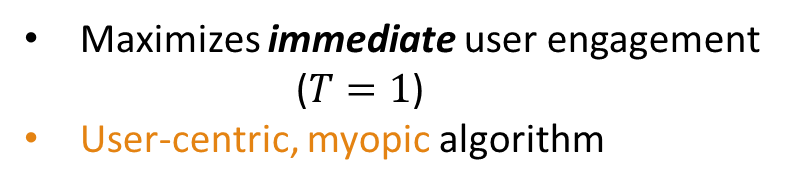 • Maximizes immediate user engagement
(T = 1)
• User-centric, myopic algorithm